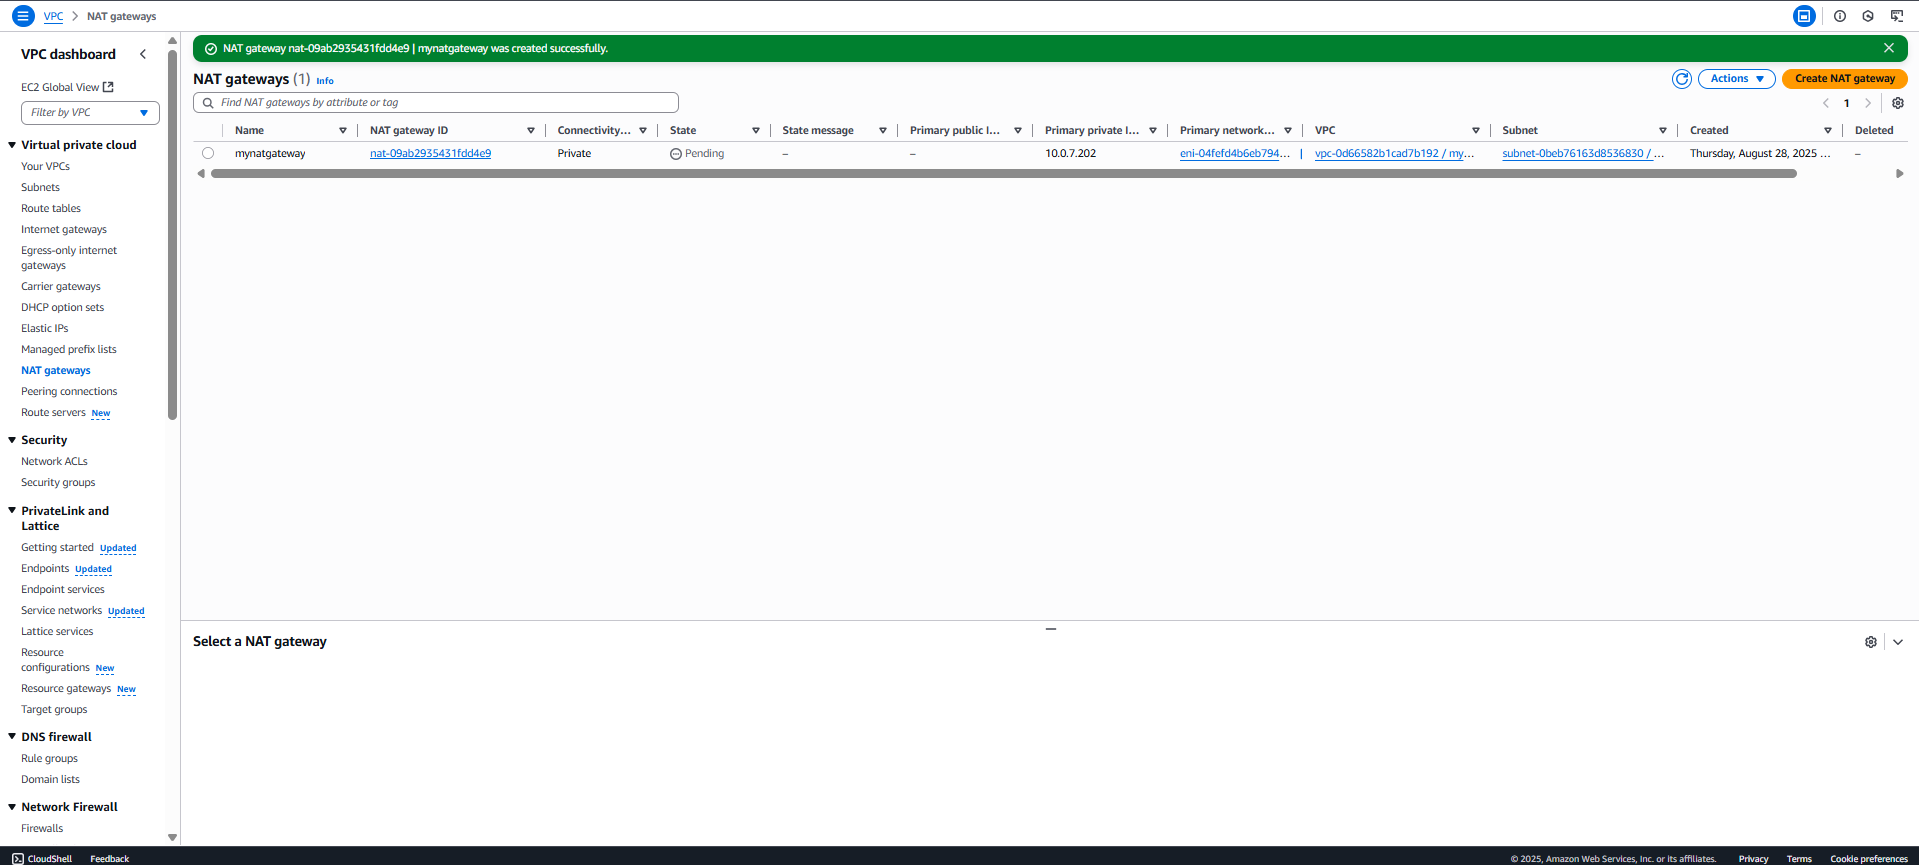 VPC > NAT gateways
VPC dashboard
EC2 Global View
Filter by VPC
Virtual private cloud
Your VPCs
Subnets
Route tables
Internet gateways
Egress-only internet
gateways
Carrier gateways
DHCP option sets
Elastic IPs
Managed prefix lists
NAT gateways
Peering connections
Route servers New
Security
Network ACLs
Security groups
PrivateLink and
Lattice
Getting started Updated
Endpoints Updated
Endpoint services
Service networks Updated
Lattice services
Resource
configurations New
Resource gateways New
Target groups
DNS firewall
Rule groups
Domain lists
Network Firewall
Firewalls
NAT gateway nat-09ab2935431fdd4e9 | mynatgateway was created successfully.
NAT gateways (1) Info
Actions
Create NAT gateway
Find NAT gateways by attribute or tag
1
Name NAT gateway ID Connectivity... State State message Primary public I... Primary private I... Primary network... VPC Subnet Created Deleted
mynatgateway nat-09ab2935431fdd4e9 Private Pending – – 10.0.7.202 eni-04fefd4b6eb794... vpc-0d66582b1cad7b192 / my... subnet-0beb76163d8536830 / ... Thursday, August 28, 2025 ... –
Select a NAT gateway
CloudShell Feedback © 2025, Amazon Web Services, Inc. or its affiliates. Privacy Terms Cookie preferences